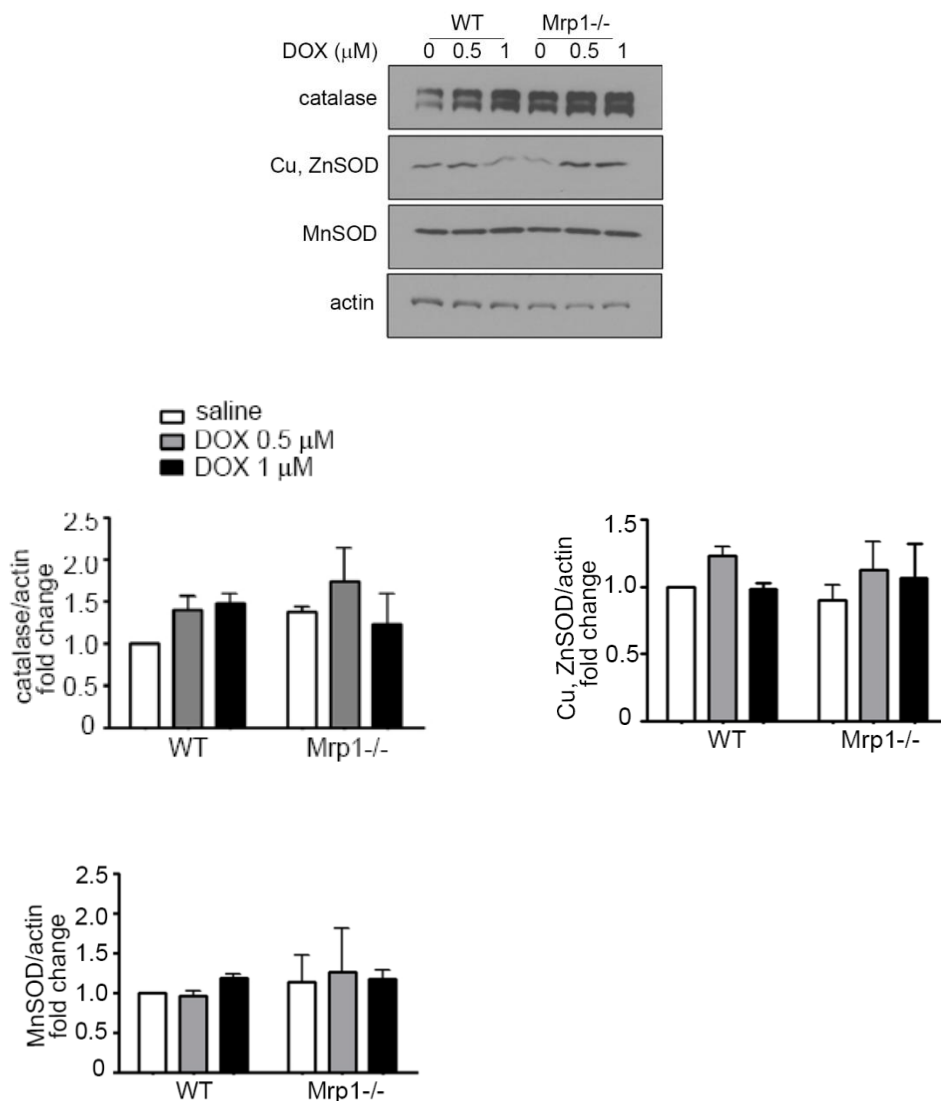 WT Mrp1-/-
DOX (μM) 0 0.5 1 0 0.5 1
catalase
Cu, ZnSOD
MnSOD
actin
saline
DOX 0.5 μM
DOX 1 μM
catalase/actin
fold change
2.5
2.0
1.5
1.0
0.5
0
WT Mrp1-/-
Cu, ZnSOD/actin
fold change
1.5
1.0
0.5
0
WT Mrp1-/-
MnSOD/actin
fold change
2.5
2.0
1.5
1.0
0.5
0
WT Mrp1-/-